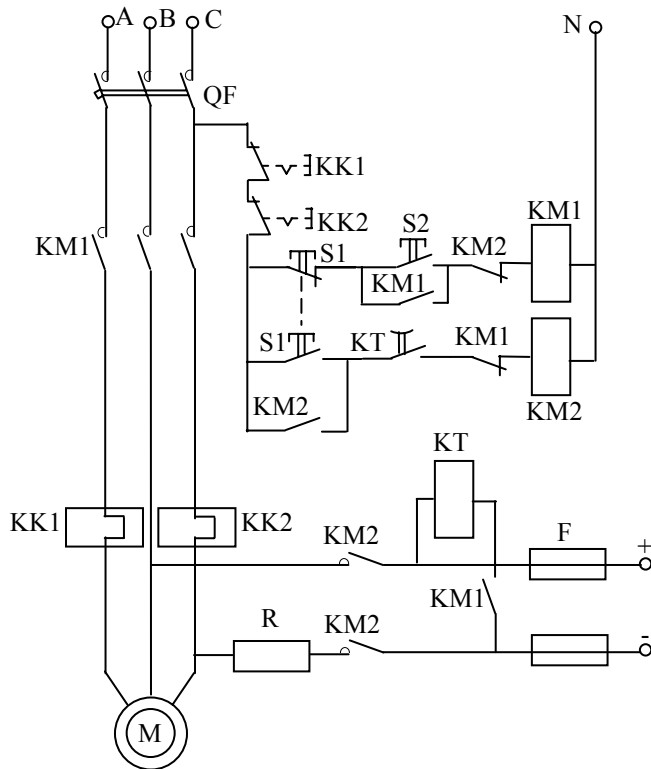 A B C N
QF
KK1
KK2
S2
KM1
KM1 S1 KM2
KM1
S1 KT KM1
KM2
KM2
KT
KK1 KK2 KM2 F +
KM1
R KM2 -
M